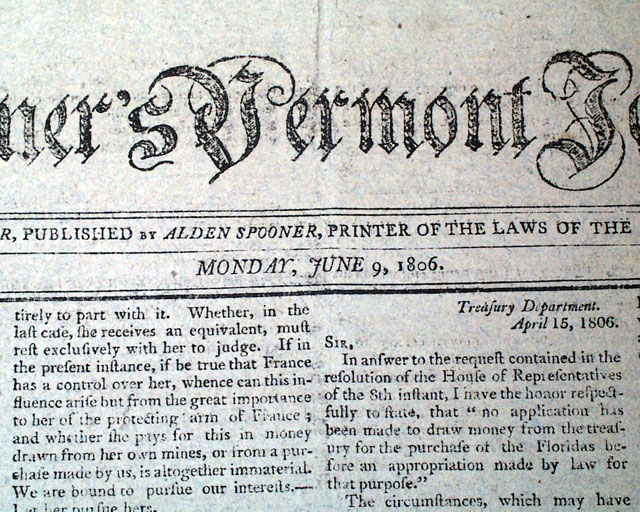 ner's Vermont Jo
R, PUBLISHED BY ALDEN SPOONER, PRINTER OF THE LAWS OF THE
MONDAY, JUNE 9, 1806.
tirely to part with it. Whether, in the
laſt caſe, ſhe receives an equivalent, muſt
reſt excluſively with her to judge. If in
the preſent inſtance, if be true that France
has a control over her, whence can this in-
fluence ariſe but from the great importance
to her of the protecting arm of France;
and whether ſhe pays for this in money
drawn from her own mines, or from a pur-
chaſe made by us, is altogether immaterial.
We are bound to purſue our intereſts.—
Let her purſue hers.
Treaſury Department.
April 15, 1806.
SIR,
In anſwer to the requeſt contained in the
reſolution of the Houſe of Repreſentatives
of the 8th inſtant, I have the honor reſpect-
fully to ſtate, that “no application has
been made to draw money from the treaſ-
ury for the purchaſe of the Floridas be-
fore an appropriation made by law for
that purpoſe.”
The circumſtances, which may have